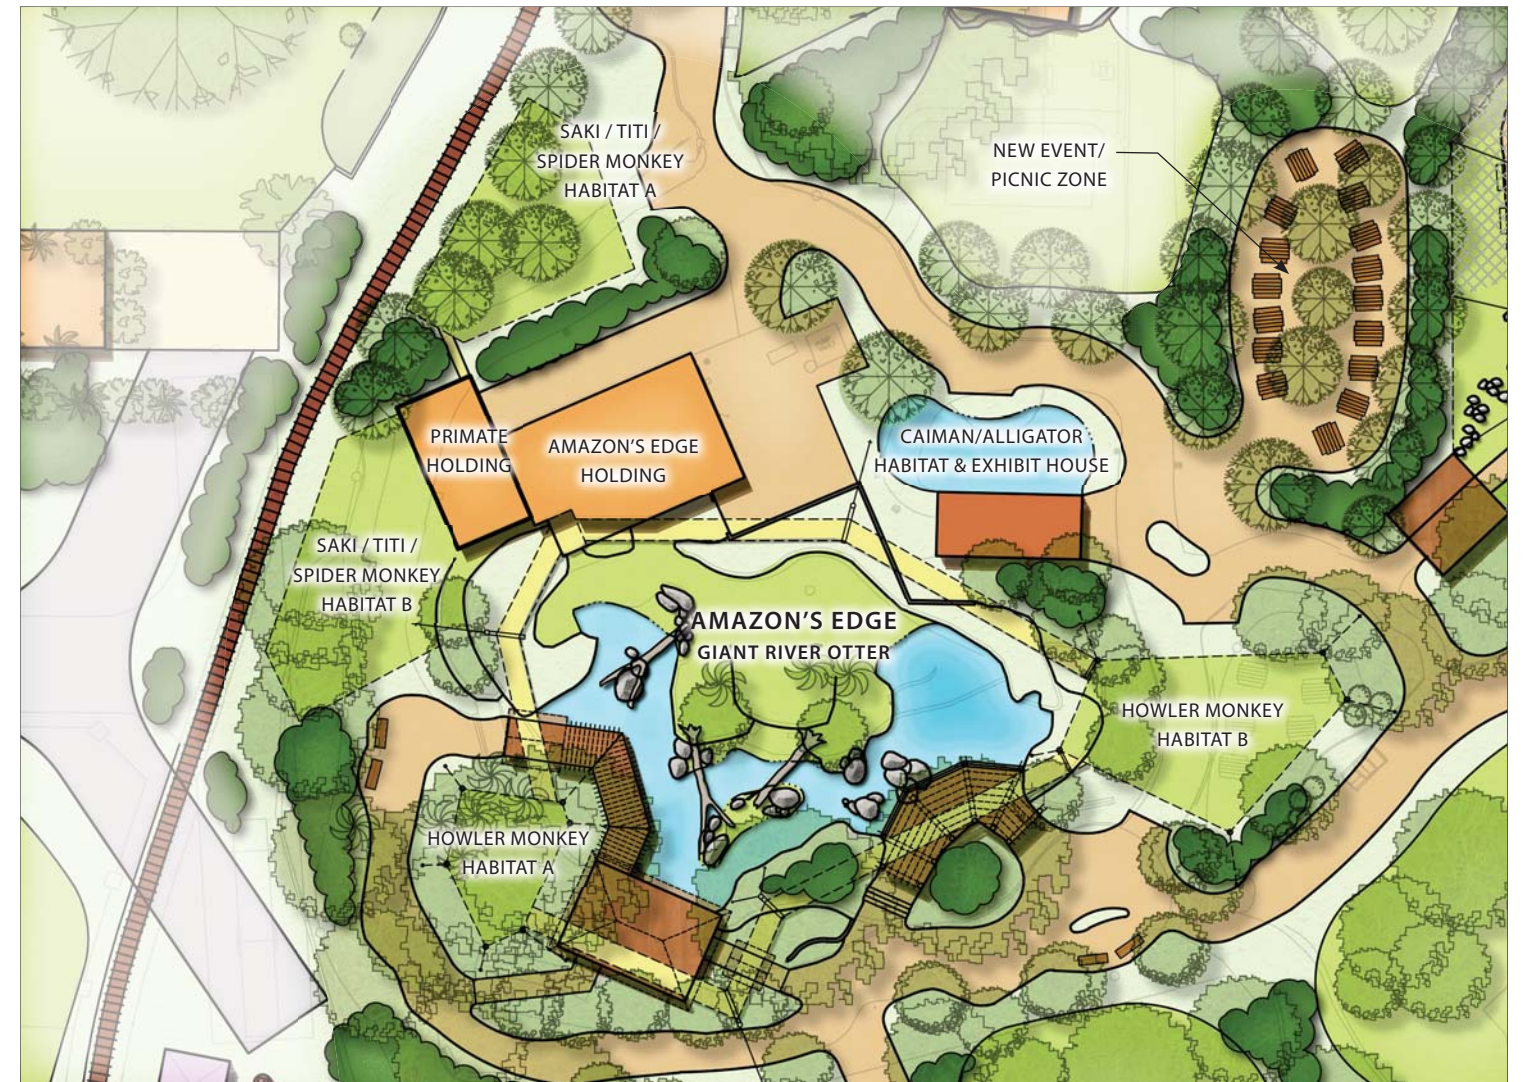 SAKI / TITI /
SPIDER MONKEY
HABITAT A
NEW EVENT/
PICNIC ZONE
PRIMATE
HOLDING
AMAZON'S EDGE
HOLDING
CAIMAN/ALLIGATOR
HABITAT & EXHIBIT HOUSE
SAKI / TITI /
SPIDER MONKEY
HABITAT B
AMAZON'S EDGE
GIANT RIVER OTTER
HOWLER MONKEY
HABITAT B
HOWLER MONKEY
HABITAT A